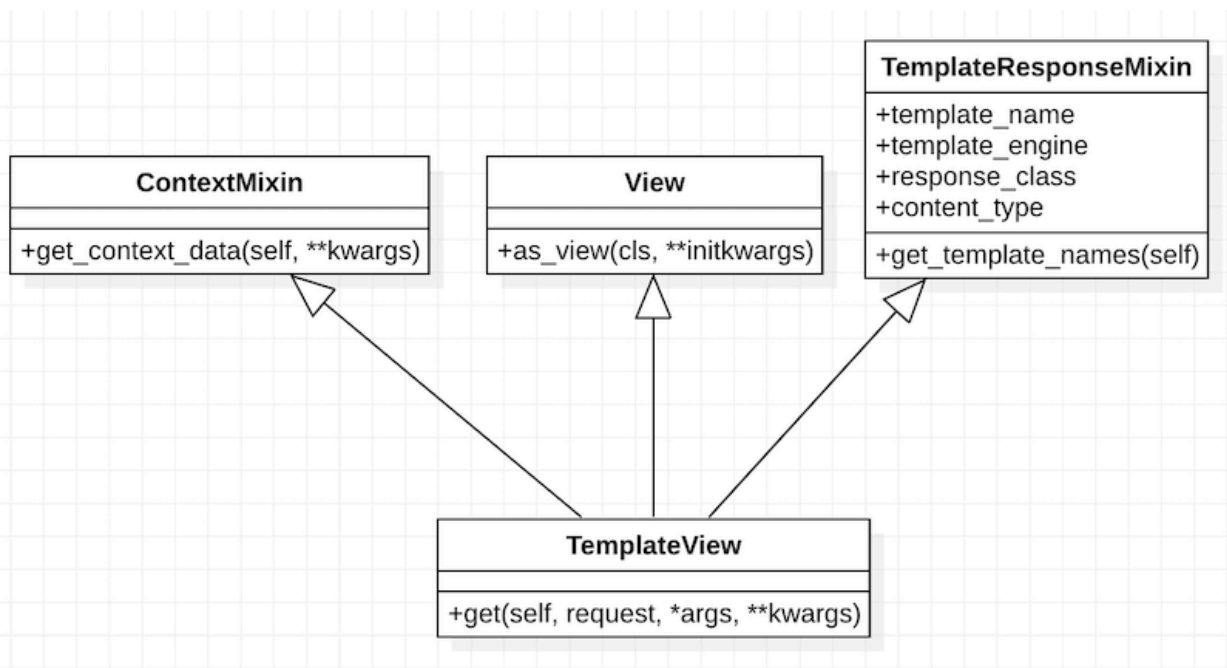 ContextMixin
+get_context_data(self, **kwargs)
View
+as_view(cls, **initkwargs)
TemplateResponseMixin
+template_name
+template_engine
+response_class
+content_type
+get_template_names(self)
TemplateView
+get(self, request, *args, **kwargs)